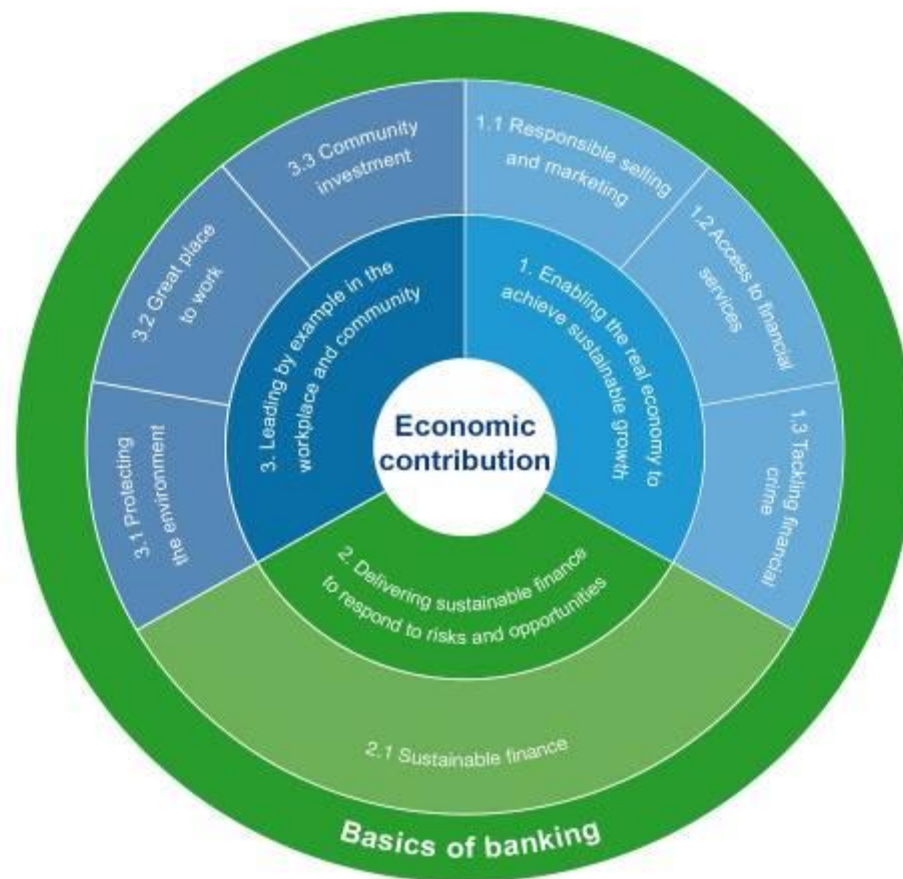 Economic
contribution
1. Enabling the real economy to
achieve sustainable growth
1.1 Responsible selling
and marketing
1.2 Access to financial
services
1.3 Tackling financial
crime
2. Delivering sustainable finance
to respond to risks and opportunities
2.1 Sustainable finance
3. Leading by example in the
workplace and community
3.1 Protecting
the environment
3.2 Great place
to work
3.3 Community
investment
Basics of banking